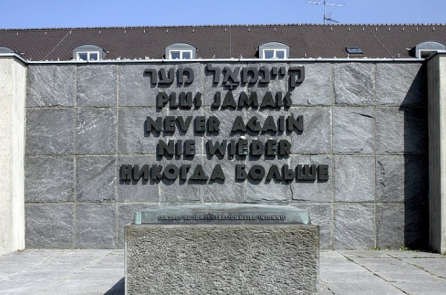 קיינמאל מער
PLUS JAMAIS
NEVER AGAIN
NIE WIEDER
НИКОГДА БОЛЬШЕ